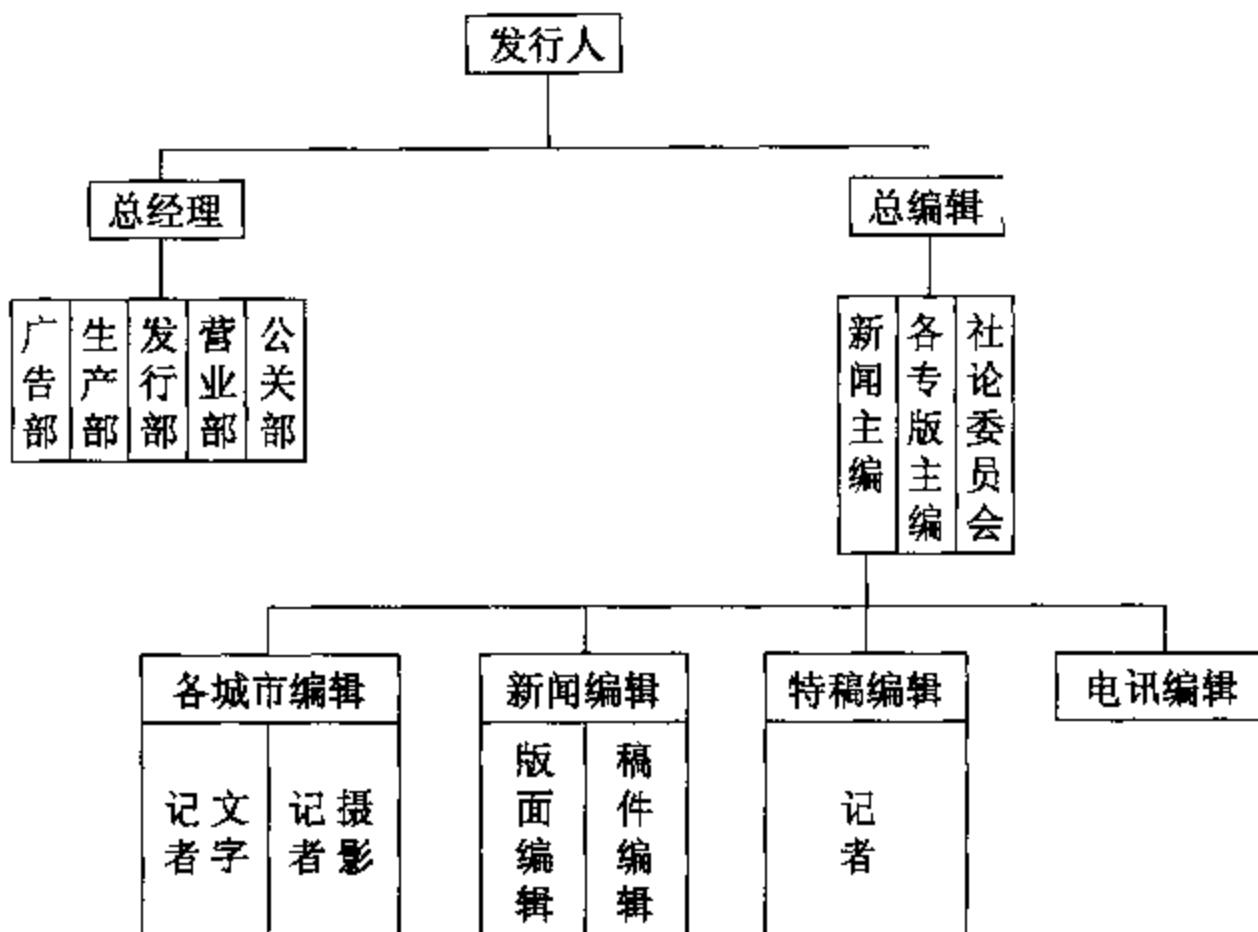 发行人
总经理
总编辑
广告部
生产部
发行部
营业部
公关部
新闻主编
各专版主编
社论委员会
各城市编辑
新闻编辑
特稿编辑
电讯编辑
文字
记者
摄影
记者
版面编辑
稿件编辑
记者